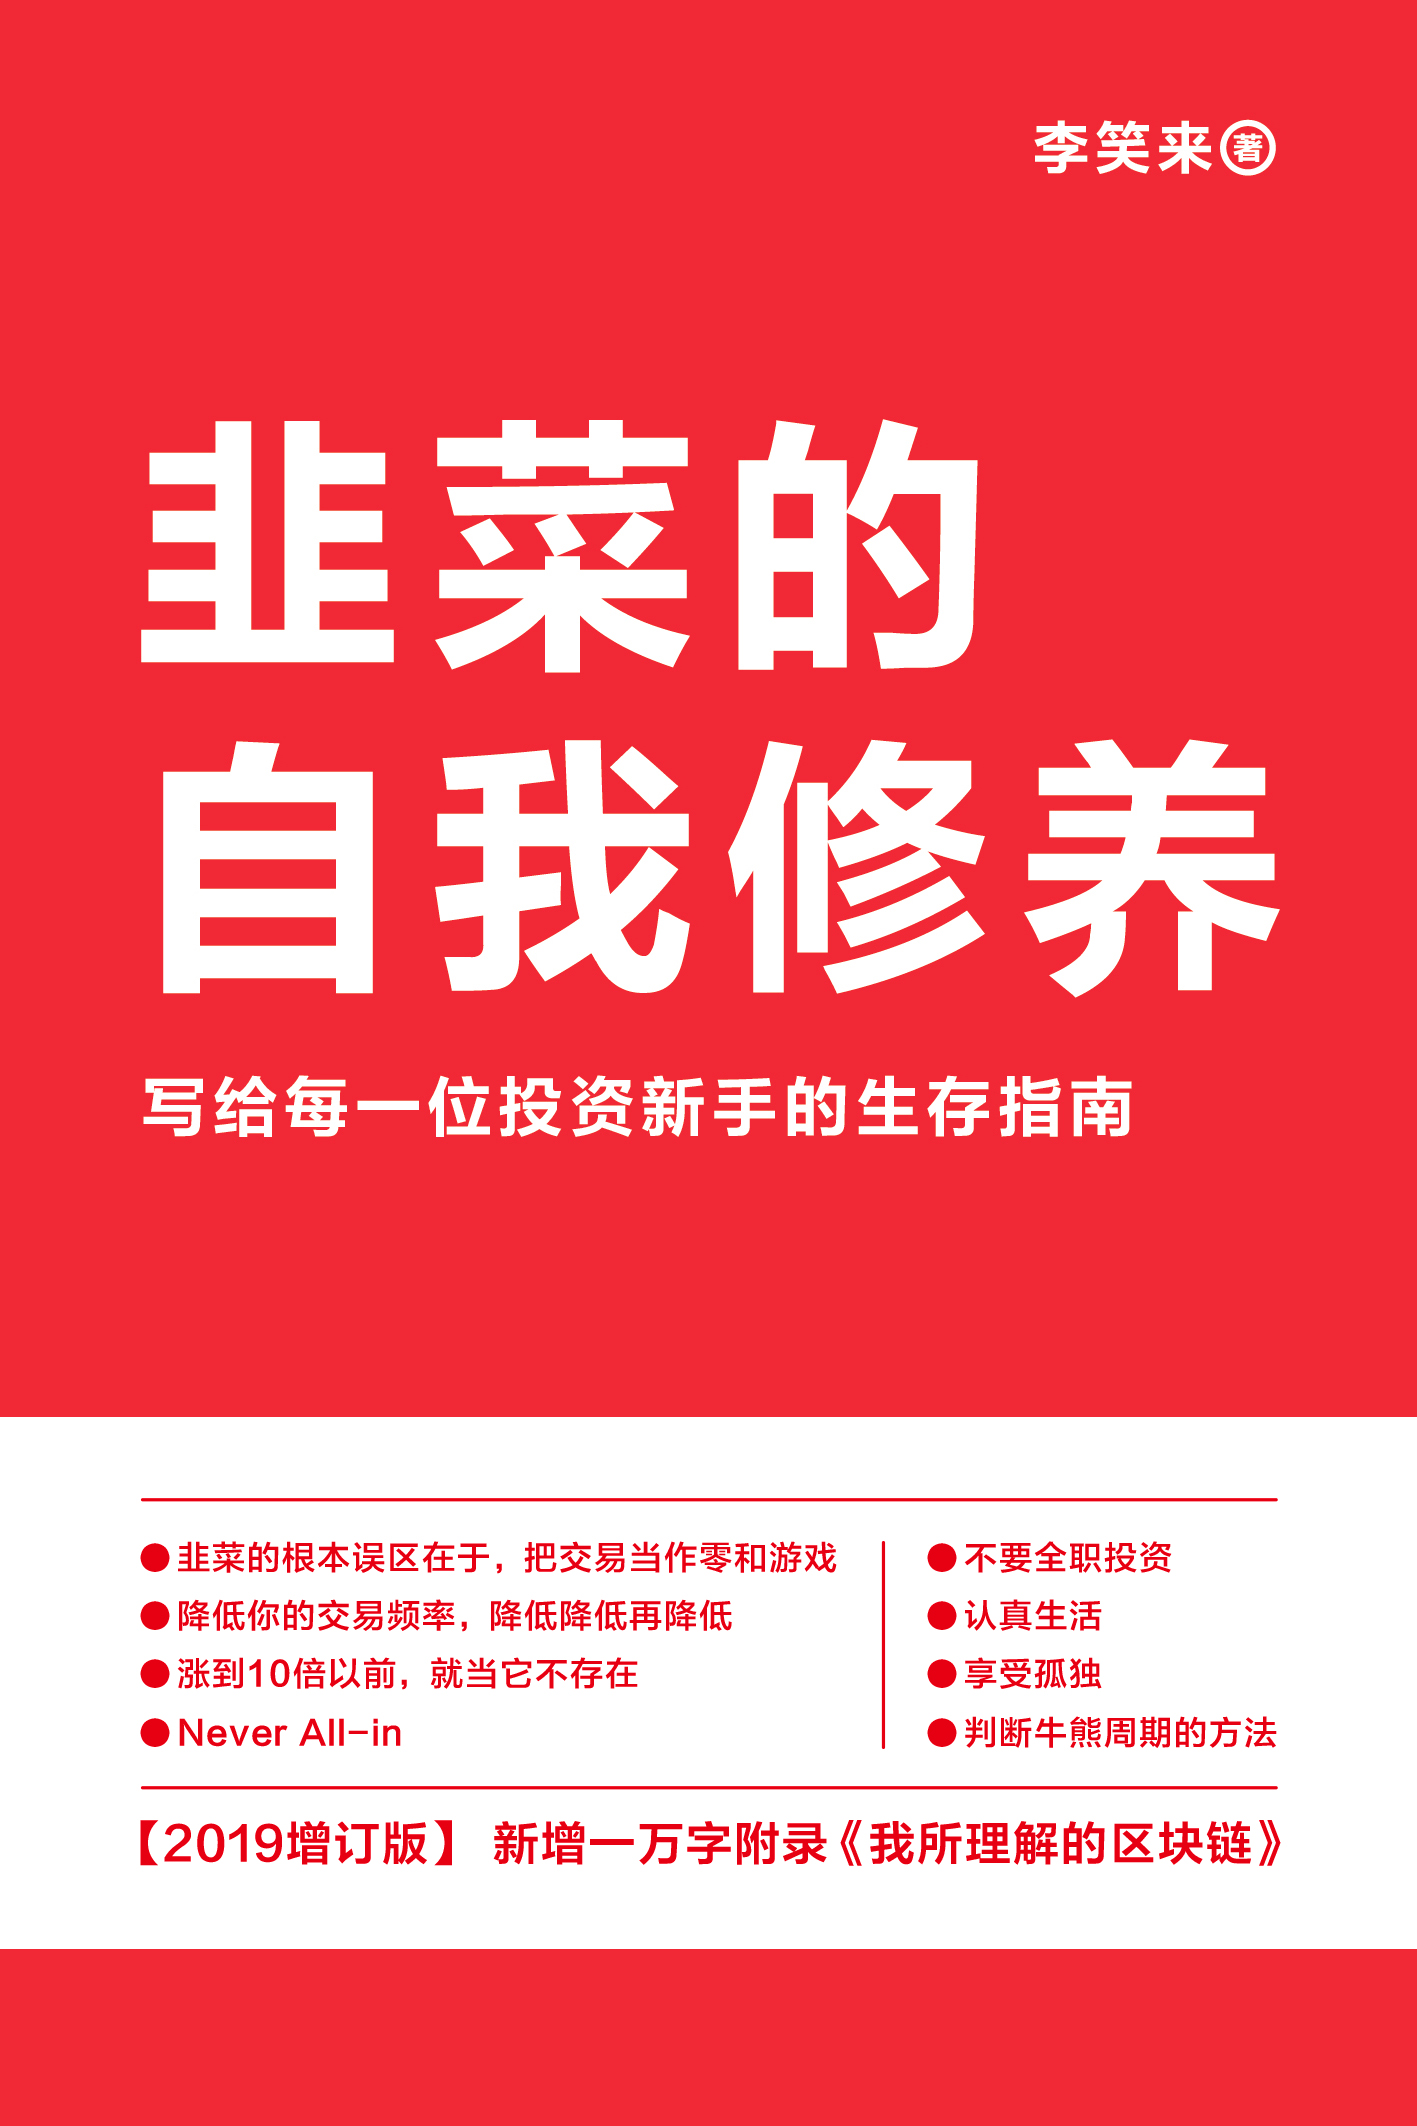 李笑来著
韭菜的
自我修养
写给每一位投资新手的生存指南
●韭菜的根本误区在于，把交易当作零和游戏
●降低你的交易频率，降低降低再降低
●涨到10倍以前，就当它不存在
●Never All-in
●不要全职投资
●认真生活
●享受孤独
●判断牛熊周期的方法
【2019增订版】 新增一万字附录《我所理解的区块链》